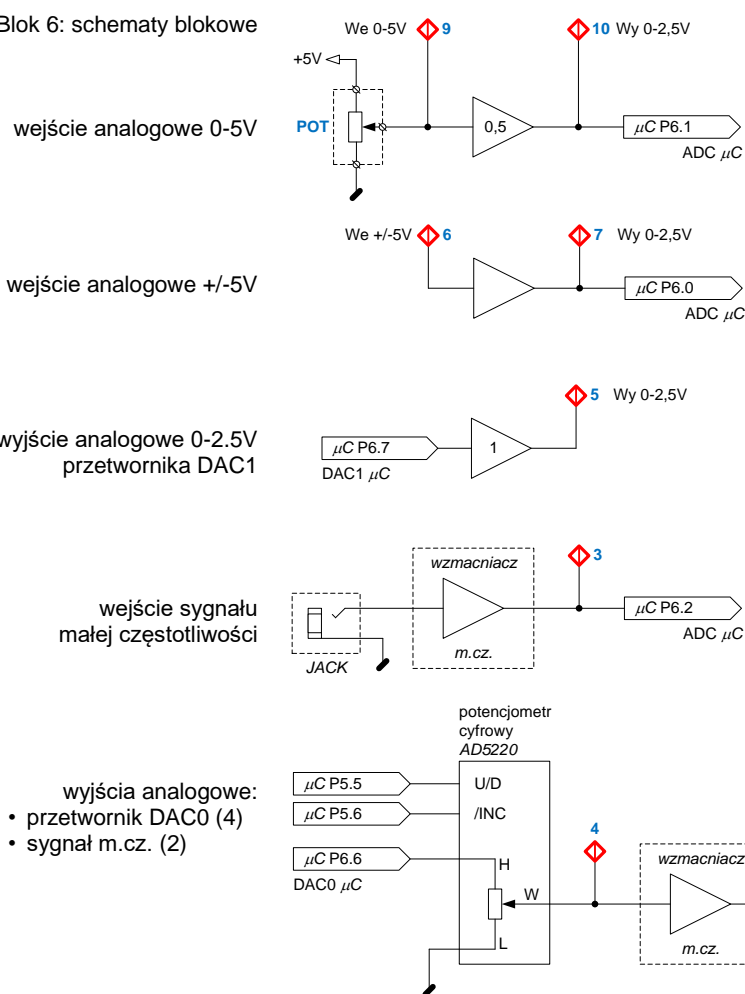 Blok 6: schematy blokowe
We 0-5V 9
10 Wy 0-2,5V
+5V
wejście analogowe 0-5V
POT
0,5
µC P6.1
ADC µC
We +/-5V 6
7 Wy 0-2,5V
wejście analogowe +/-5V
µC P6.0
ADC µC
5 Wy 0-2,5V
wyjście analogowe 0-2.5V
przetwornika DAC1
µC P6.7
1
DAC1 µC
wzmacniacz
3
wejście sygnału
małej częstotliwości
µC P6.2
ADC µC
m.cz.
JACK
potencjometr
cyfrowy
AD5220
wyjścia analogowe:
• przetwornik DAC0 (4)
• sygnał m.cz. (2)
µC P5.5
U/D
µC P5.6
/INC
4
µC P6.6
H
wzmacniacz
DAC0 µC
W
L
m.cz.